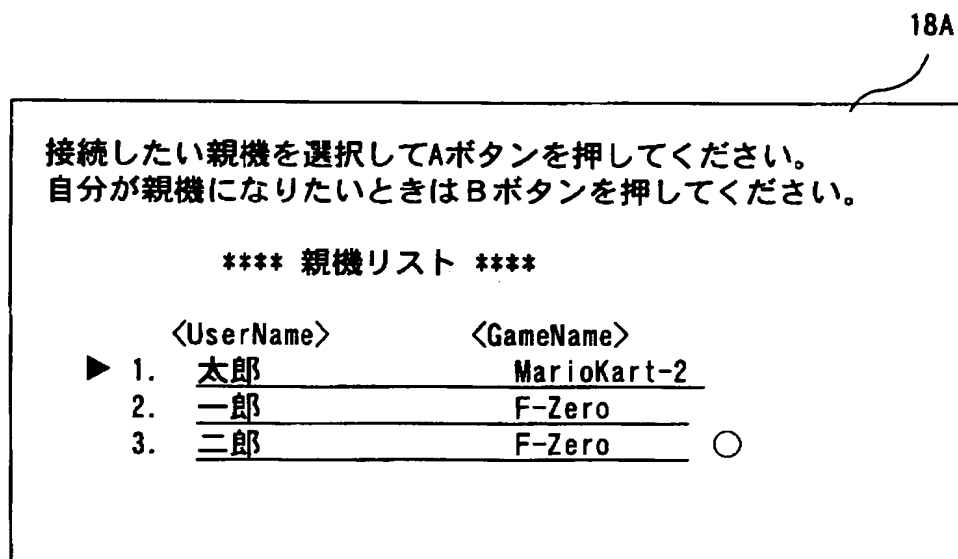 18A
接続したい親機を選択してAボタンを押してください。
自分が親機になりたいときはBボタンを押してください。
**** 親機リスト ****
<UserName> <GameName>
▶ 1. 太郎 MarioKart-2
2. 一郎 F-Zero
3. 二郎 F-Zero ○